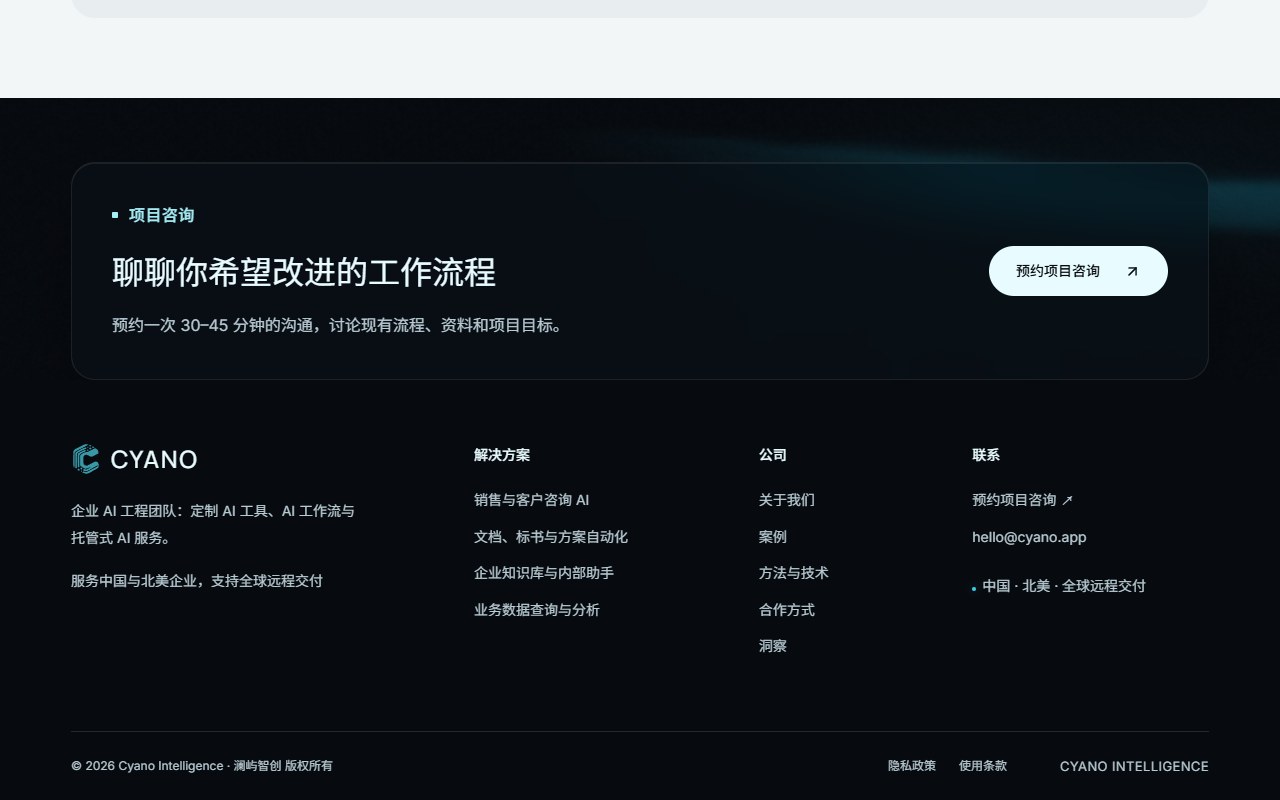 项目咨询
聊聊你希望改进的工作流程
预约一次 30–45 分钟的沟通，讨论现有流程、资料和项目目标。
预约项目咨询
CYANO
企业 AI 工程团队：定制 AI 工具、AI 工作流与
托管式 AI 服务。
服务中国与北美企业，支持全球远程交付
解决方案
销售与客户咨询 AI
文档、标书与方案自动化
企业知识库与内部助手
业务数据查询与分析
公司
关于我们
案例
方法与技术
合作方式
洞察
联系
预约项目咨询 ↗
hello@cyano.app
中国 · 北美 · 全球远程交付
© 2026 Cyano Intelligence · 澜屿智创 版权所有
隐私政策
使用条款
CYANO INTELLIGENCE